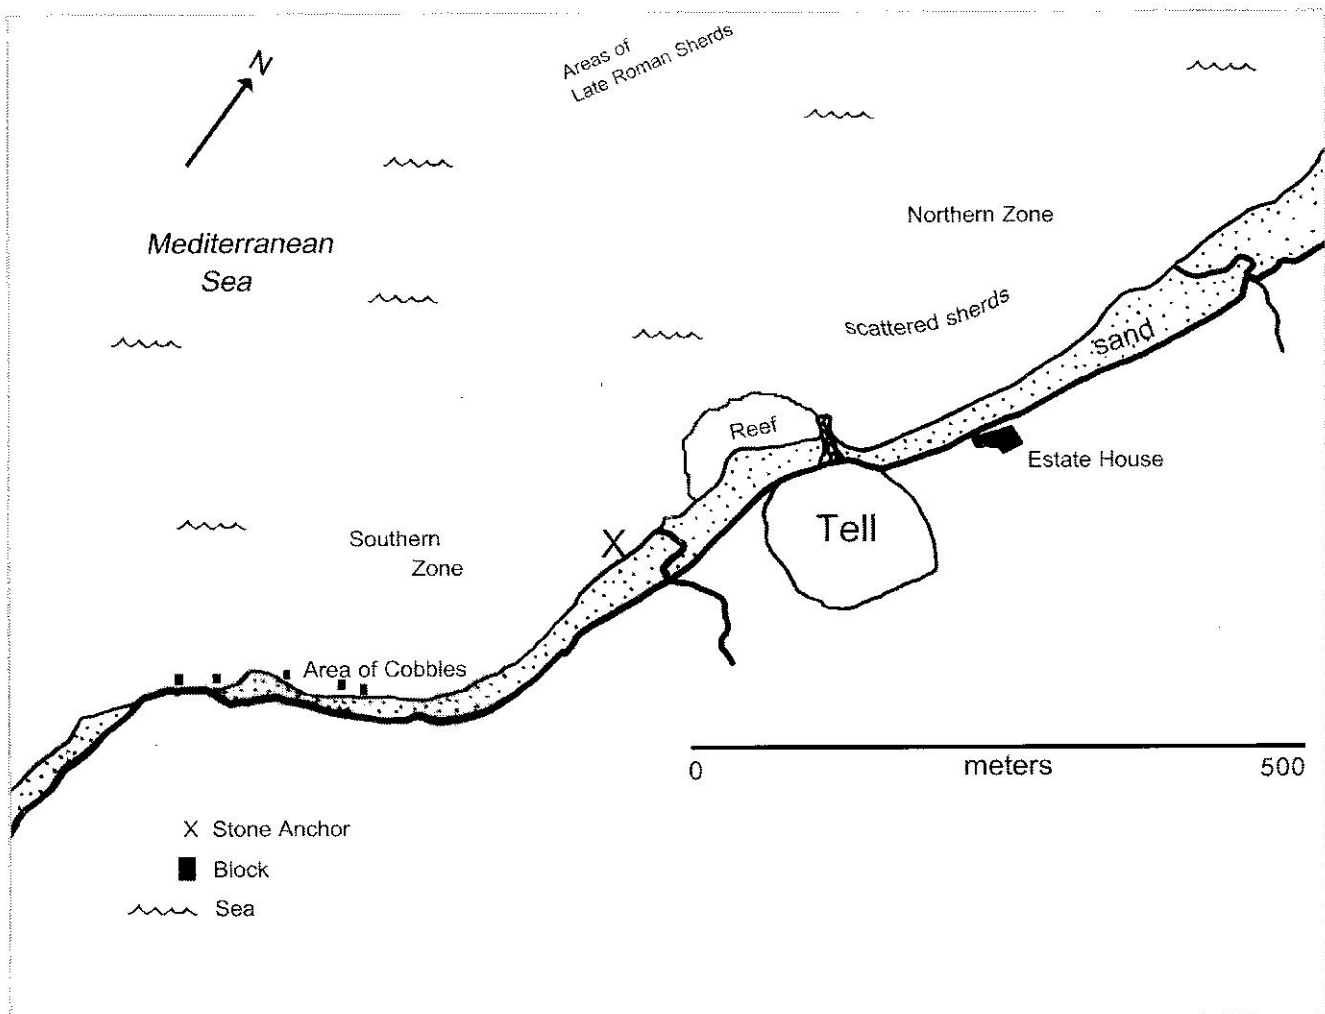 Areas of
Late Roman Sherds
N
Northern Zone
Mediterranean
Sea
scattered sherds
sand
Reef
Estate House
Tell
X
Southern
Zone
Area of Cobbles
0 meters 500
X Stone Anchor
Block
Sea